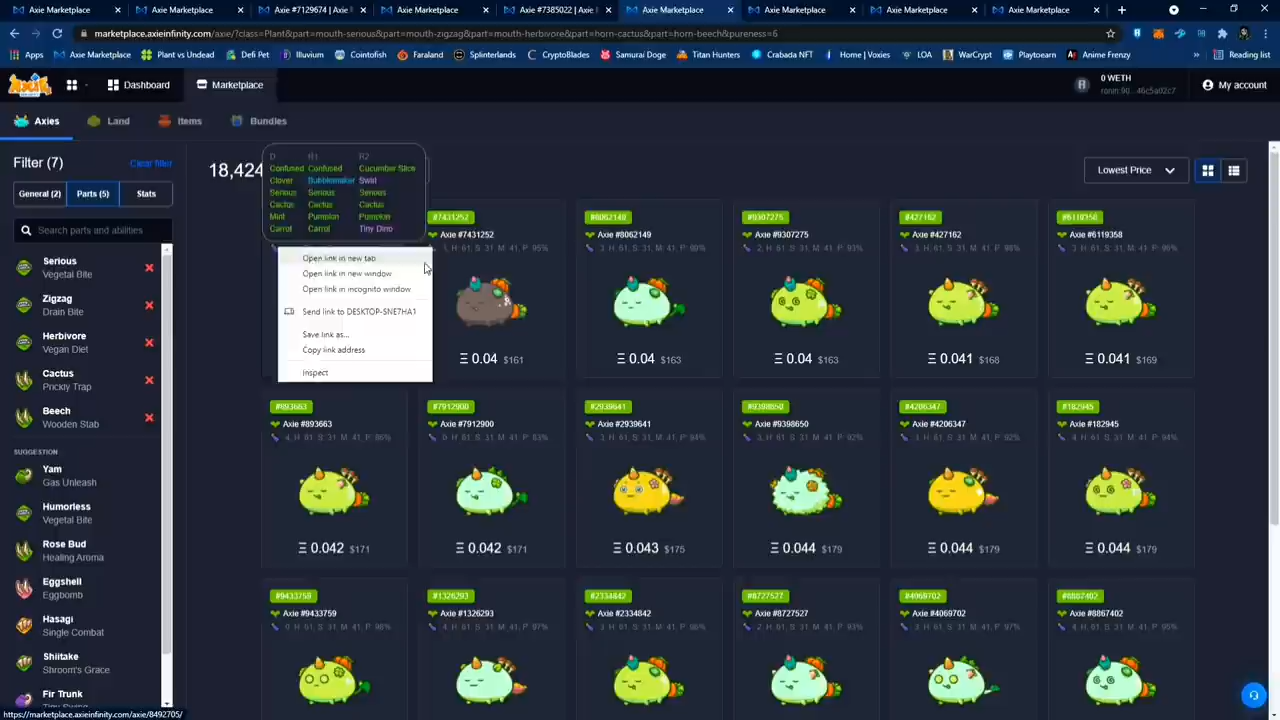 Axie Marketplace
Axie Marketplace
#7129674 | Axie I
Axie Marketplace
#7385022 | Axie I
Axie Marketplace
Axie Marketplace
Axie Marketplace
Axie Marketplace
marketplace.axieinfinity.com/axie/?class=Plant&part=mouth-serious&part=mouth-zigzag&part=mouth-herbivore&part=horn-cactus&part=horn-beech&pureness=6
Apps
Axie Marketplace
Plant vs Undead
Defi Pet
Illuvium
Cointofish
Faraland
Splinterlands
CryptoBlades
Samurai Doge
Titan Hunters
Crabada NFT
Home | Voxies
LOA
WarCrypt
Playtoearn
Anime Frenzy
Reading list
Dashboard
Marketplace
0 WETH
My account
Axies
Land
Items
Bundles
Filter (7)
Clear filter
General (2)
Parts (5)
Stats
Search parts and abilities
Serious
Vegetal Bite
Zigzag
Drain Bite
Herbivore
Vegan Diet
Cactus
Prickly Trap
Beech
Wooden Stab
SUGGESTION
Yam
Gas Unleash
Humorless
Vegetal Bite
Rose Bud
Healing Aroma
Eggshell
Eggbomb
Hasagi
Single Combat
Shiitake
Shroom's Grace
Fir Trunk
https://marketplace.axieinfinity.com/axie/8492705/
18,424
Lowest Price
D R1 R2
Confused Confused Cucumber Slice
Clover Bubblemaker Swirl
Serious Serious Serious
Cactus Cactus Cactus
Mint Pumpkin Pumpkin
Carrot Carrot Tiny Dino
Open link in new tab
Open link in new window
Open link in incognito window
Send link to DESKTOP-SNE7HA1
Save link as...
Copy link address
Inspect
#7431252
Axie #7431252
0.04 $161
#8062149
Axie #8062149
0.04 $163
#9307275
Axie #9307275
0.04 $163
#427162
Axie #427162
0.041 $168
#6119358
Axie #6119358
0.041 $169
#893663
Axie #893663
0.042 $171
#7912900
Axie #7912900
0.042 $171
#2939641
Axie #2939641
0.043 $175
#9398650
Axie #9398650
0.044 $179
#4206347
Axie #4206347
0.044 $179
#182945
Axie #182945
0.044 $179
#9433759
Axie #9433759
#1326293
Axie #1326293
#2334842
Axie #2334842
#8727527
Axie #8727527
#4069702
Axie #4069702
#8867402
Axie #8867402